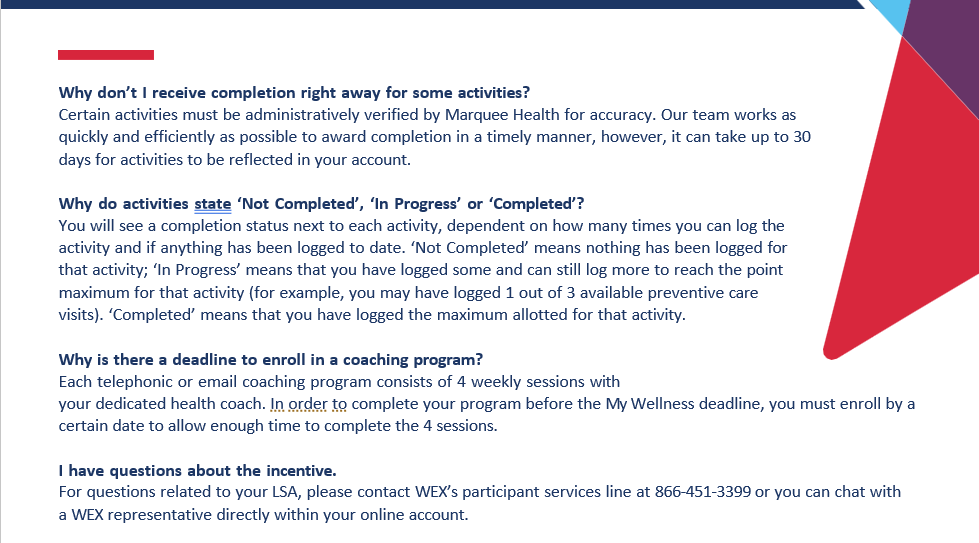 Why don’t I receive completion right away for some activities?
Certain activities must be administratively verified by Marquee Health for accuracy. Our team works as
quickly and efficiently as possible to award completion in a timely manner, however, it can take up to 30
days for activities to be reflected in your account.
Why do activities state ‘Not Completed’, ‘In Progress’ or ‘Completed’?
You will see a completion status next to each activity, dependent on how many times you can log the
activity and if anything has been logged to date. ‘Not Completed’ means nothing has been logged for
that activity; ‘In Progress’ means that you have logged some and can still log more to reach the point
maximum for that activity (for example, you may have logged 1 out of 3 available preventive care
visits). ‘Completed’ means that you have logged the maximum allotted for that activity.
Why is there a deadline to enroll in a coaching program?
Each telephonic or email coaching program consists of 4 weekly sessions with
your dedicated health coach. In order to complete your program before the My Wellness deadline, you must enroll by a
certain date to allow enough time to complete the 4 sessions.
I have questions about the incentive.
For questions related to your LSA, please contact WEX’s participant services line at 866-451-3399 or you can chat with
a WEX representative directly within your online account.